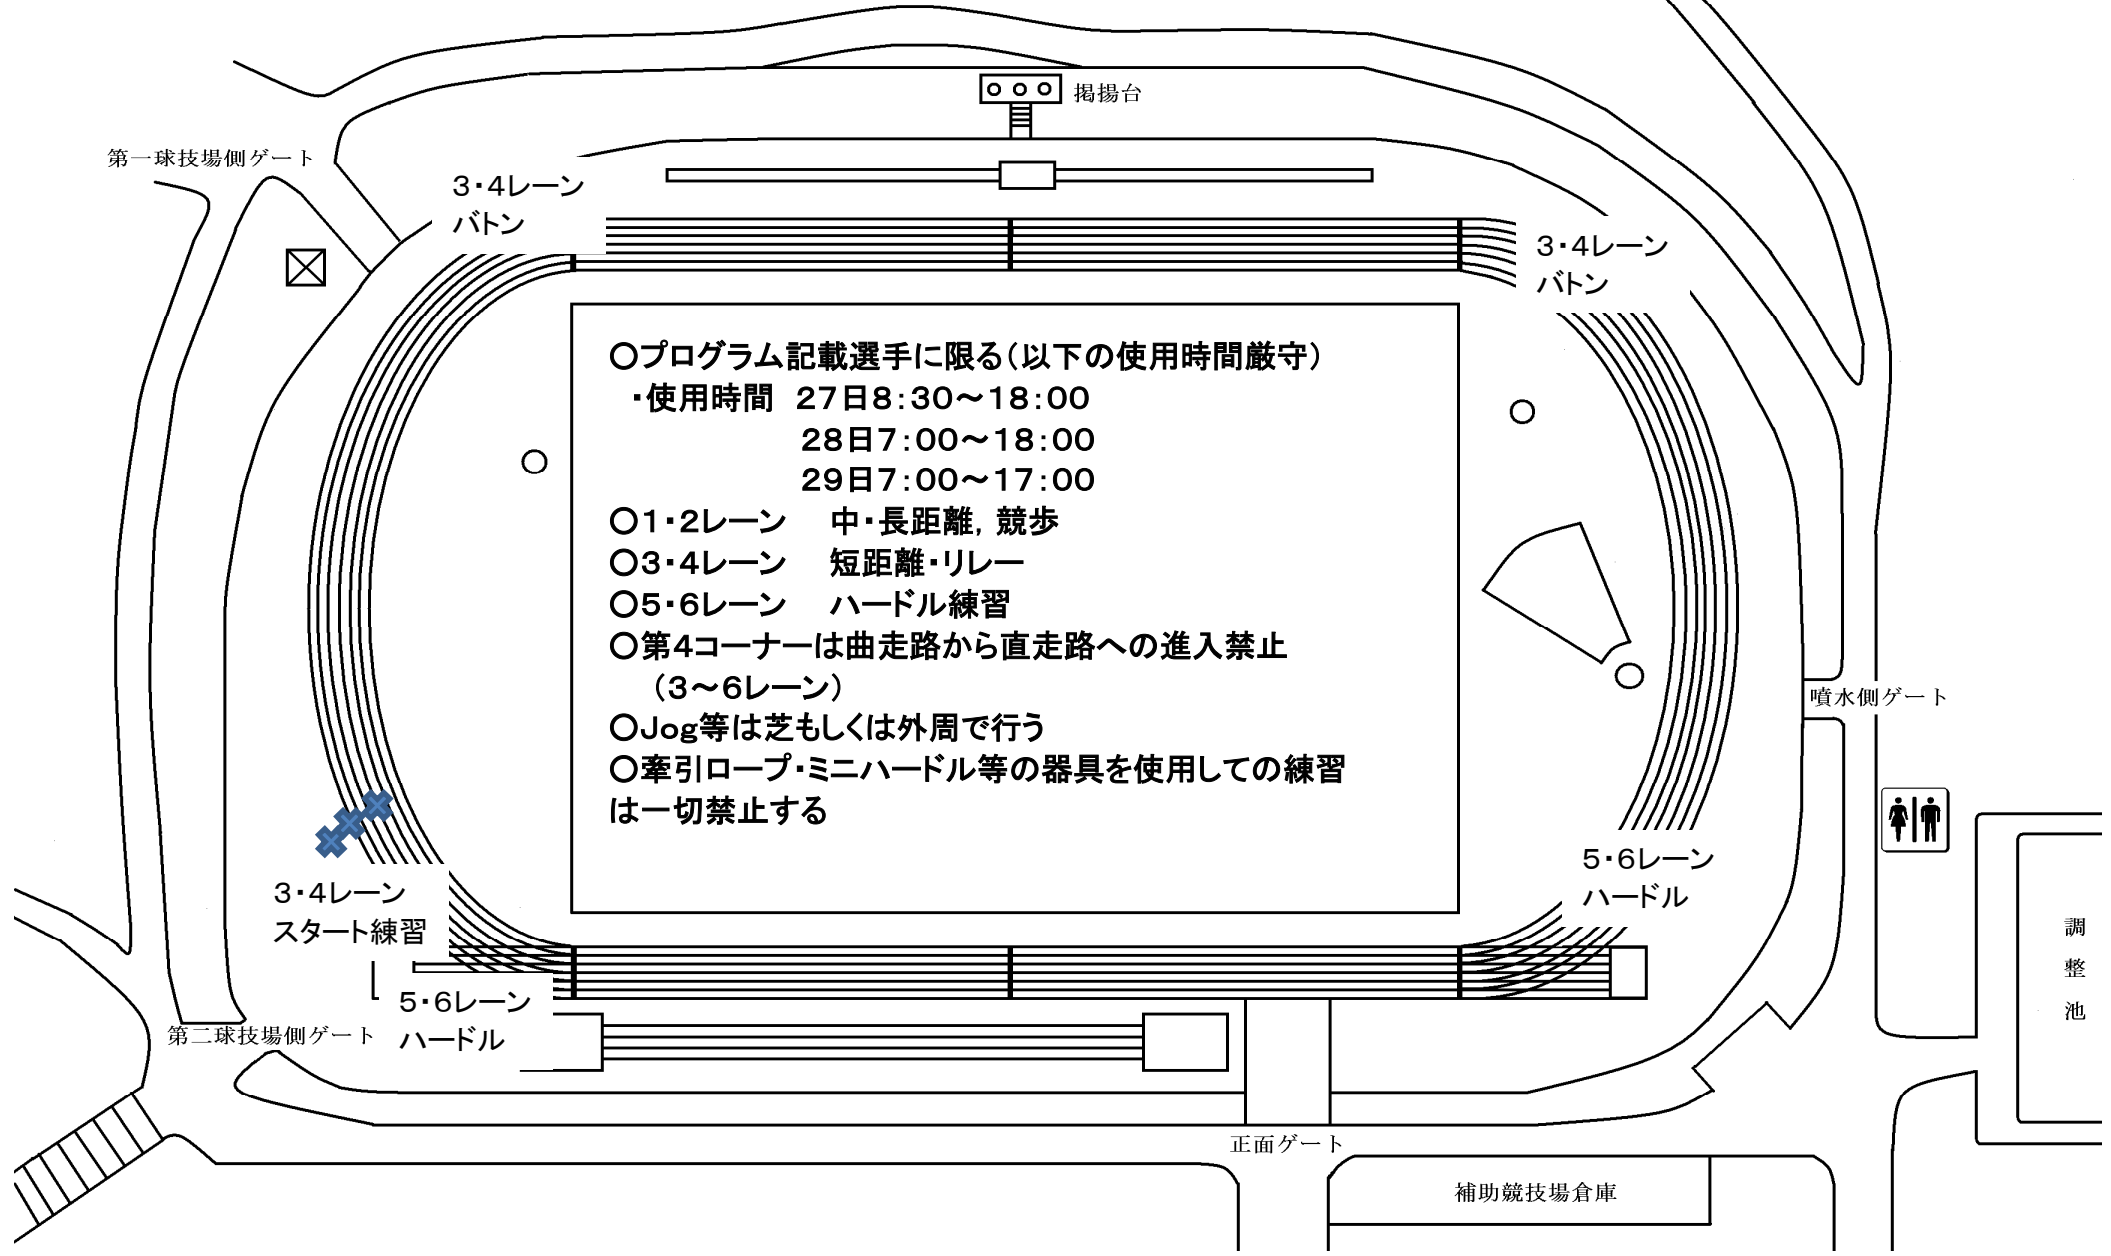 掲揚台
第一球技場側ゲート
3・4レーン
バトン
3・4レーン
バトン
○プログラム記載選手に限る（以下の使用時間厳守）
・使用時間　27日8：30～18：00
28日7：00～18：00
29日7：00～17：00
○1・2レーン　中・長距離，競歩
○3・4レーン　短距離・リレー
○5・6レーン　ハードル練習
○第4コーナーは曲走路から直走路への進入禁止
（3～6レーン）
○Jog等は芝もしくは外周で行う
○牽引ロープ・ミニハードル等の器具を使用しての練習
は一切禁止する
噴水側ゲート
5・6レーン
ハードル
3・4レーン
スタート練習
5・6レーン
ハードル
第二球技場側ゲート
調整池
正面ゲート
補助競技場倉庫